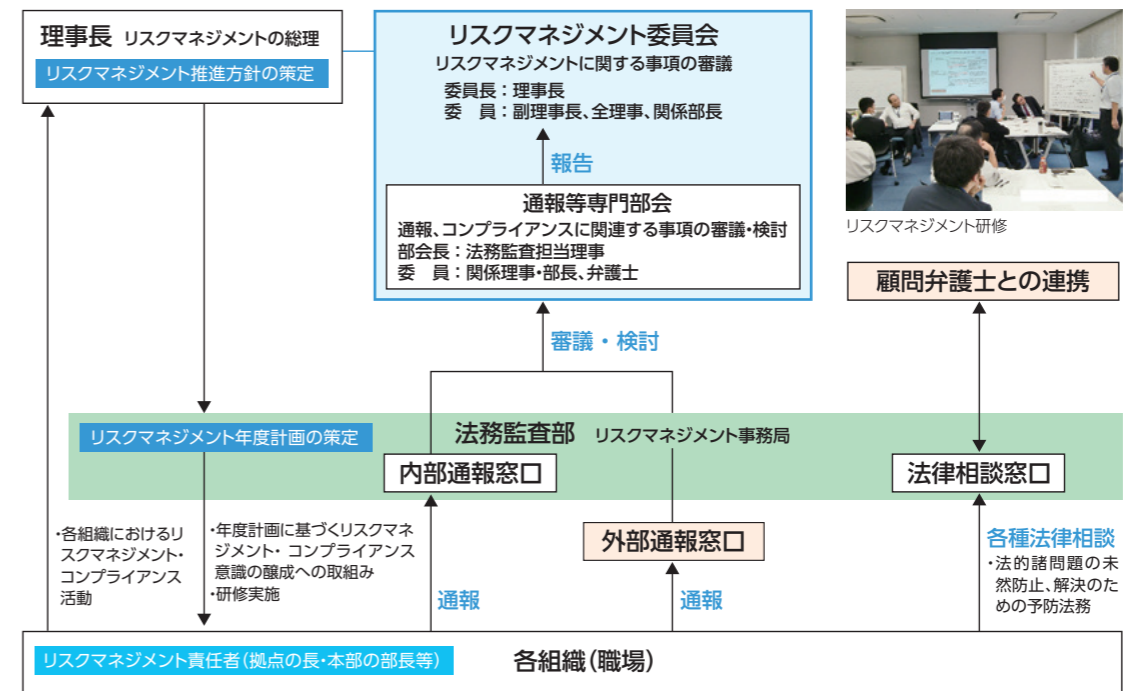 理事長 リスクマネジメントの総理
リスクマネジメント推進方針の策定
リスクマネジメント委員会
リスクマネジメントに関する事項の審議
委員長：理事長
委　員：副理事長、全理事、関係部長
報告
通報等専門部会
通報、コンプライアンスに関連する事項の審議・検討
部会長：法務監査担当理事
委　員：関係理事・部長、弁護士
リスクマネジメント研修
顧問弁護士との連携
審議・検討
リスクマネジメント年度計画の策定
法務監査部 リスクマネジメント事務局
内部通報窓口
法律相談窓口
・各組織におけるリ
スクマネジメント・
コンプライアンス
活動
・年度計画に基づくリスクマネ
ジメント・ コンプライアンス
意識の醸成への取組み
・研修実施
通報
外部通報窓口
通報
各種法律相談
・法的諸問題の未
然防止、解決のた
めの予防法務
リスクマネジメント責任者（拠点の長・本部の部長等）
各組織（職場）